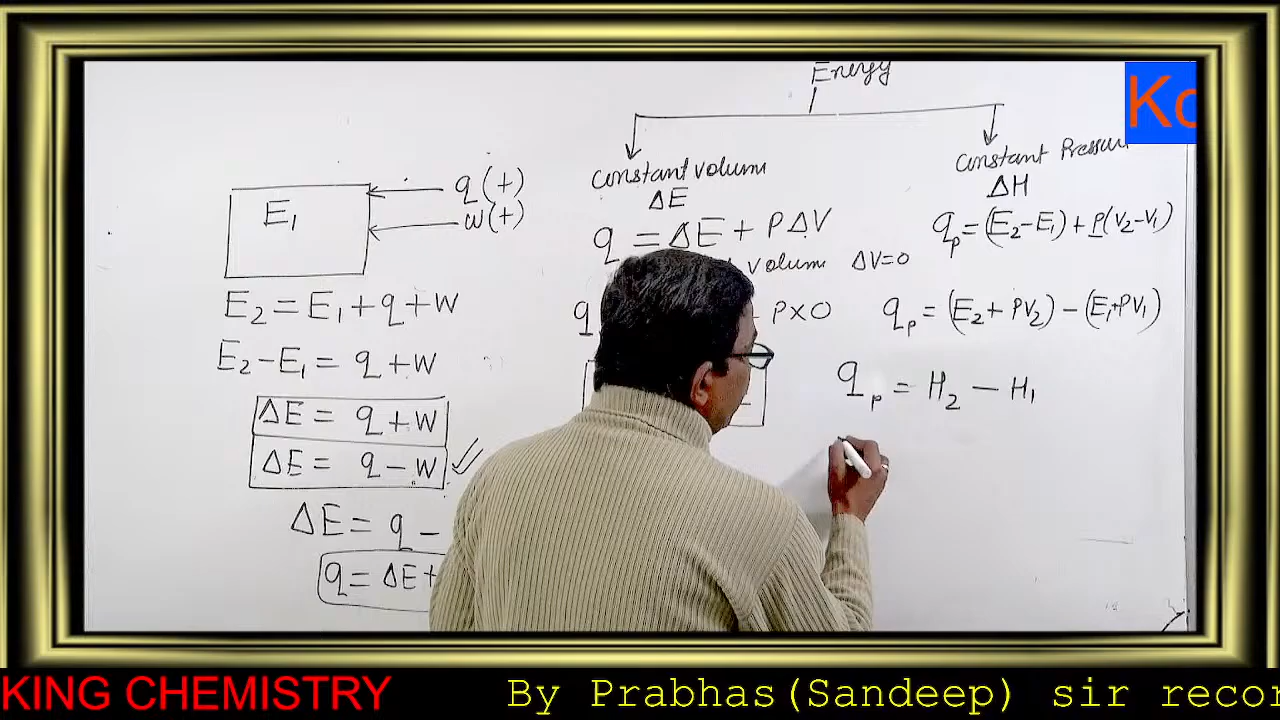 Energy
Constant volume
ΔE
q = ΔE + PΔV
volume ΔV=0
q P×0
Constant Pressure
ΔH
qp = (E2-E1) + P(V2-V1)
qp = (E2 + PV2) - (E1+PV1)
qp = H2 - H1
E1
q(+)
w(+)
E2 = E1 + q + w
E2 - E1 = q + w
ΔE = q + w
ΔE = q - w
ΔE = q -
q = ΔE +
KING CHEMISTRY By Prabhas(Sandeep) sir recor